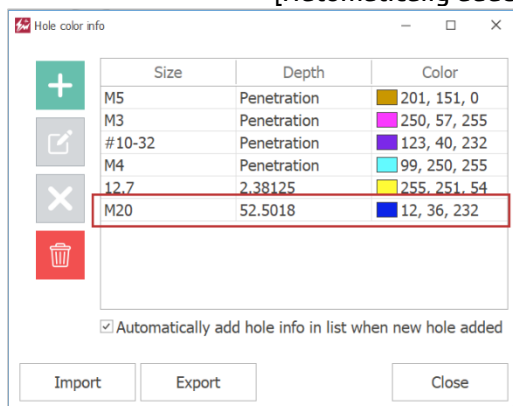 Hole color info
Size Depth Color
M5 Penetration 201, 151, 0
M3 Penetration 250, 57, 255
#10-32 Penetration 123, 40, 232
M4 Penetration 99, 250, 255
12.7 2.38125 255, 251, 54
M20 52.5018 12, 36, 232
Automatically add hole info in list when new hole added
Import Export Close